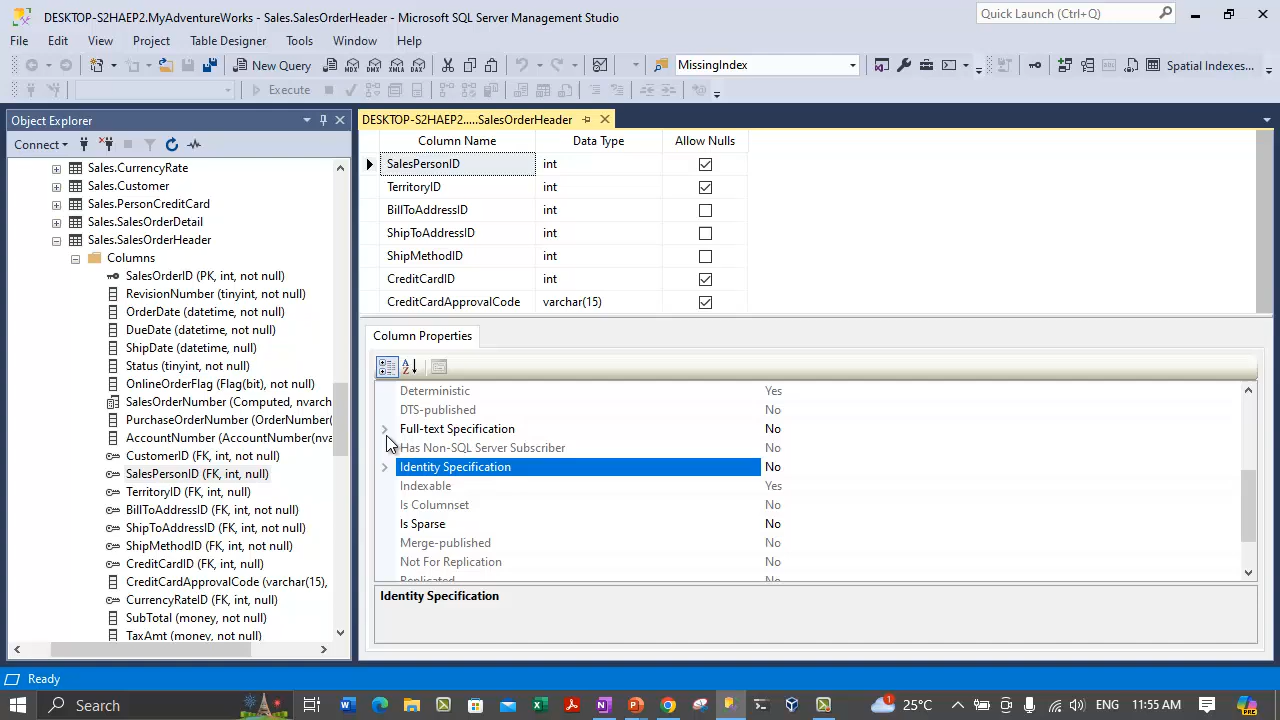 DESKTOP-S2HAEP2.MyAdventureWorks - Sales.SalesOrderHeader - Microsoft SQL Server Management Studio
Quick Launch (Ctrl+Q)
File Edit View Project Table Designer Tools Window Help
New Query
MDX DMX XMLA DAX
MissingIndex
Spatial Indexes...
Execute
Object Explorer
DESKTOP-S2HAEP2.....SalesOrderHeader
Connect
Sales.CurrencyRate
Sales.Customer
Sales.PersonCreditCard
Sales.SalesOrderDetail
Sales.SalesOrderHeader
Columns
SalesOrderID (PK, int, not null)
RevisionNumber (tinyint, not null)
OrderDate (datetime, not null)
DueDate (datetime, not null)
ShipDate (datetime, null)
Status (tinyint, not null)
OnlineOrderFlag (Flag(bit), not null)
SalesOrderNumber (Computed, nvarch
PurchaseOrderNumber (OrderNumber(
AccountNumber (AccountNumber(nva
CustomerID (FK, int, not null)
SalesPersonID (FK, int, null)
TerritoryID (FK, int, null)
BillToAddressID (FK, int, not null)
ShipToAddressID (FK, int, not null)
ShipMethodID (FK, int, not null)
CreditCardID (FK, int, null)
CreditCardApprovalCode (varchar(15),
CurrencyRateID (FK, int, null)
SubTotal (money, not null)
TaxAmt (money, not null)
Column Name Data Type Allow Nulls
SalesPersonID int
TerritoryID int
BillToAddressID int
ShipToAddressID int
ShipMethodID int
CreditCardID int
CreditCardApprovalCode varchar(15)
Column Properties
Deterministic Yes
DTS-published No
Full-text Specification No
Has Non-SQL Server Subscriber No
Identity Specification No
Indexable Yes
Is Columnset No
Is Sparse No
Merge-published No
Not For Replication No
Replicated No
Identity Specification
Ready
Search
1
25°C
ENG
11:55 AM